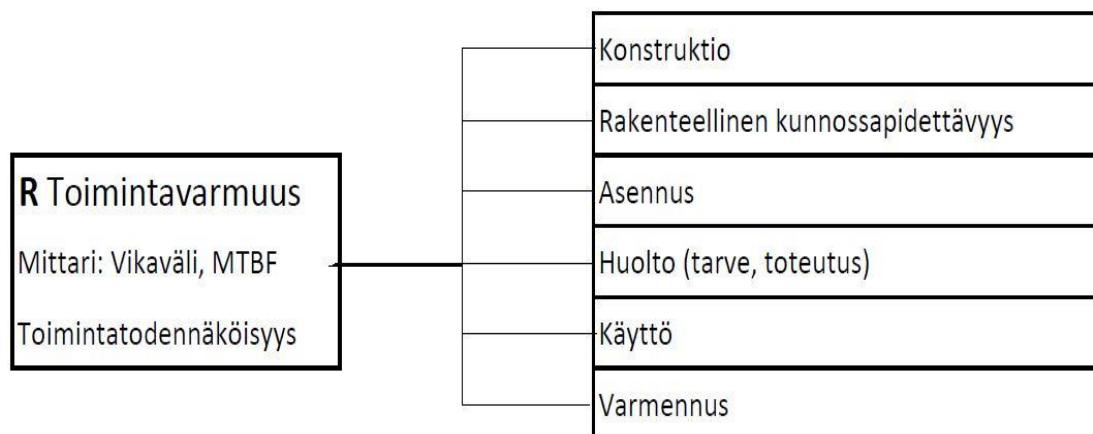 R Toimintavarmuus
Mittari: Vikaväli, MTBF
Toimintatodennäköisyys
Konstruktio
Rakenteellinen kunnossapidettävyys
Asennus
Huolto (tarve, toteutus)
Käyttö
Varmennus